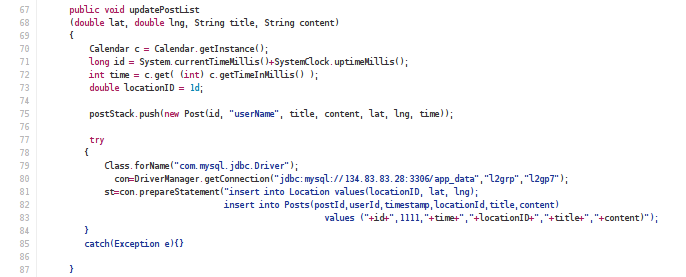 67 public void updatePostList
68 (double lat, double lng, String title, String content)
69 {
70 Calendar c = Calendar.getInstance();
71 long id = System.currentTimeMillis()+SystemClock.uptimeMillis();
72 int time = c.get( (int) c.getTimeInMillis() );
73 double locationID = 1d;
74
75 postStack.push(new Post(id, "userName", title, content, lat, lng, time));
76
77 try
78 {
79 Class.forName("com.mysql.jdbc.Driver");
80 con=DriverManager.getConnection("jdbc:mysql://134.83.83.28:3306/app_data","l2grp","l2gp7");
81 st=con.prepareStatement("insert into Location values(locationID, lat, lng);
82 insert into Posts(postId,userId,timestamp,locationId,title,content)
83 values ("+id+",1111,"+time+","+locationID+","+title+","+content)");
84 }
85 catch(Exception e){}
86
87 }